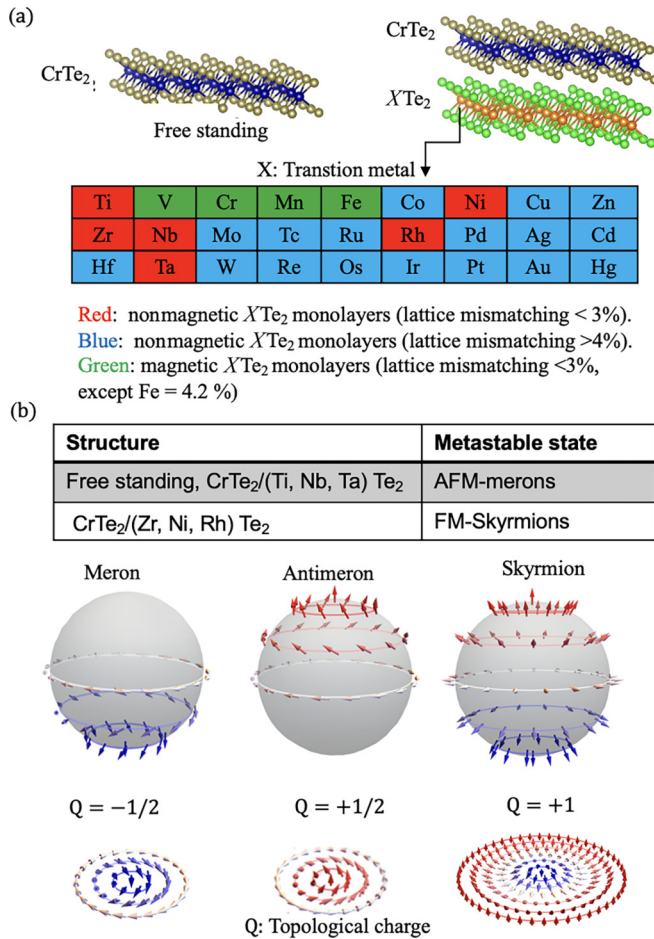 (a)
CrTe₂
Free standing
CrTe₂
XTe₂
X: Transtion metal
Ti V Cr Mn Fe Co Ni Cu Zn
Zr Nb Mo Tc Ru Rh Pd Ag Cd
Hf Ta W Re Os Ir Pt Au Hg
Red: nonmagnetic XTe₂ monolayers (lattice mismatching < 3%).
Blue: nonmagnetic XTe₂ monolayers (lattice mismatching >4%).
Green: magnetic XTe₂ monolayers (lattice mismatching <3%,
except Fe = 4.2 %)
(b)
Structure Metastable state
Free standing, CrTe₂/(Ti, Nb, Ta) Te₂ AFM-merons
CrTe₂/(Zr, Ni, Rh) Te₂ FM-Skyrmions
Meron Antimeron Skyrmion
Q = −1/2 Q = +1/2 Q = +1
Q: Topological charge